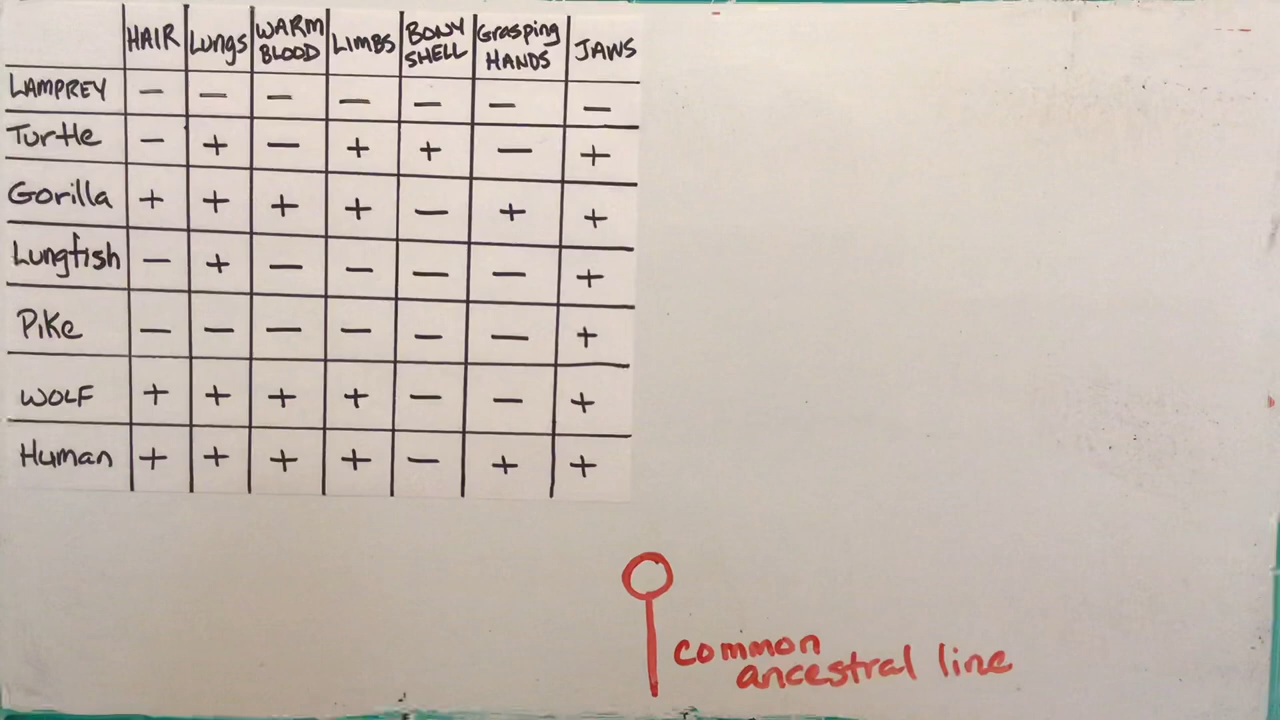 HAIR Lungs WARM BLOOD LIMBS BONY SHELL Grasping HANDS JAWS
LAMPREY − − − − − − −
Turtle − + − + + − +
Gorilla + + + + − + +
Lungfish − + − − − − +
Pike − − − − − − +
WOLF + + + + − − +
Human + + + + − + +
common
ancestral line